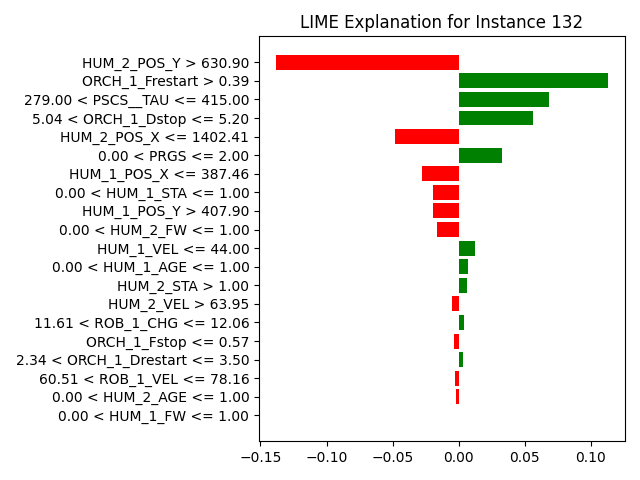 LIME Explanation for Instance 132
HUM_2_POS_Y > 630.90
ORCH_1_Frestart > 0.39
279.00 < PSCS__TAU <= 415.00
5.04 < ORCH_1_Dstop <= 5.20
HUM_2_POS_X <= 1402.41
0.00 < PRGS <= 2.00
HUM_1_POS_X <= 387.46
0.00 < HUM_1_STA <= 1.00
HUM_1_POS_Y > 407.90
0.00 < HUM_2_FW <= 1.00
HUM_1_VEL <= 44.00
0.00 < HUM_1_AGE <= 1.00
HUM_2_STA > 1.00
HUM_2_VEL > 63.95
11.61 < ROB_1_CHG <= 12.06
ORCH_1_Fstop <= 0.57
2.34 < ORCH_1_Drestart <= 3.50
60.51 < ROB_1_VEL <= 78.16
0.00 < HUM_2_AGE <= 1.00
0.00 < HUM_1_FW <= 1.00
−0.15 −0.10 −0.05 0.00 0.05 0.10